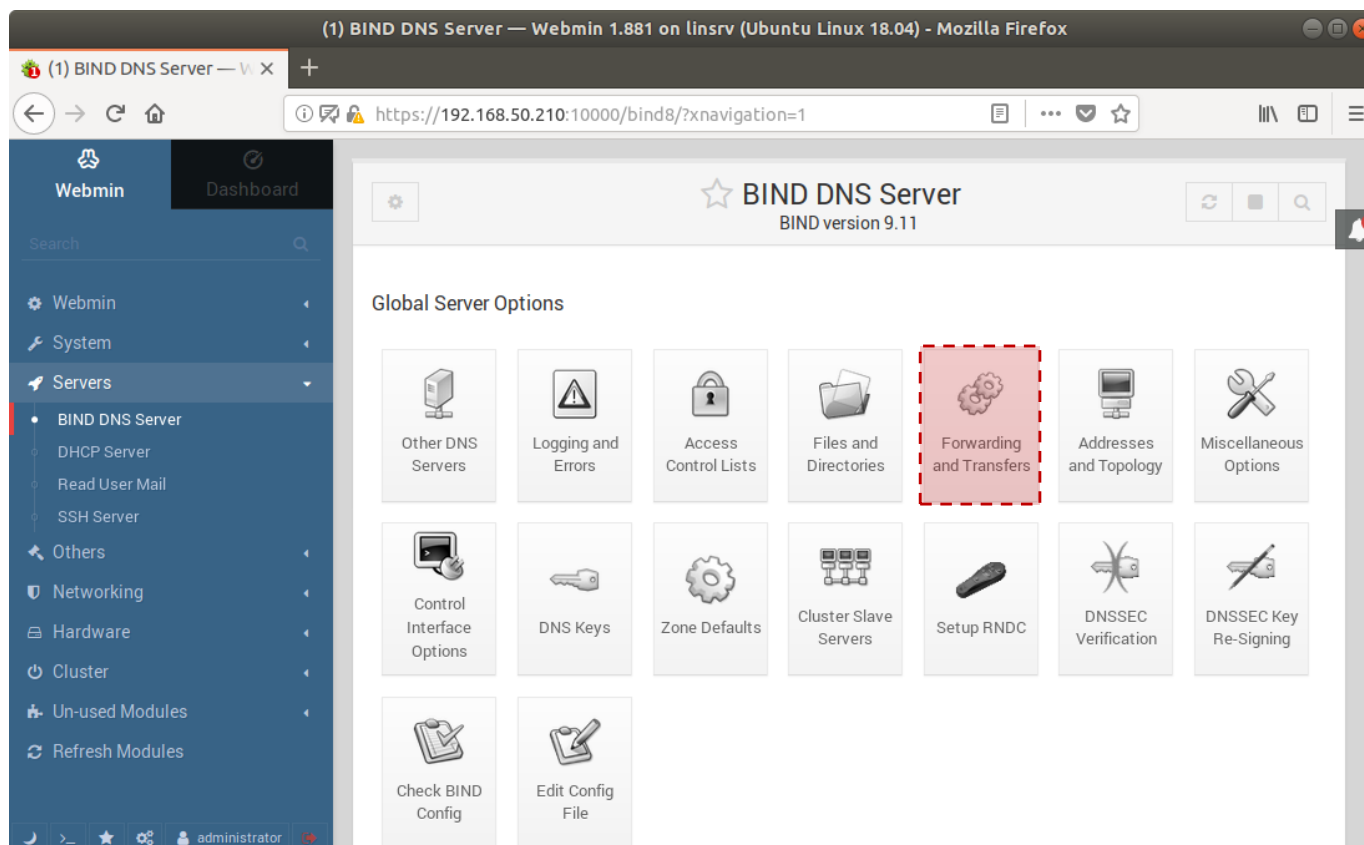 (1) BIND DNS Server — Webmin 1.881 on linsrv (Ubuntu Linux 18.04) - Mozilla Firefox
(1) BIND DNS Server — W
https://192.168.50.210:10000/bind8/?xnavigation=1
Webmin
Dashboard
Search
Webmin
System
Servers
BIND DNS Server
DHCP Server
Read User Mail
SSH Server
Others
Networking
Hardware
Cluster
Un-used Modules
Refresh Modules
administrator
BIND DNS Server
BIND version 9.11
Global Server Options
Other DNS
Servers
Logging and
Errors
Access
Control Lists
Files and
Directories
Forwarding
and Transfers
Addresses
and Topology
Miscellaneous
Options
Control
Interface
Options
DNS Keys
Zone Defaults
Cluster Slave
Servers
Setup RNDC
DNSSEC
Verification
DNSSEC Key
Re-Signing
Check BIND
Config
Edit Config
File